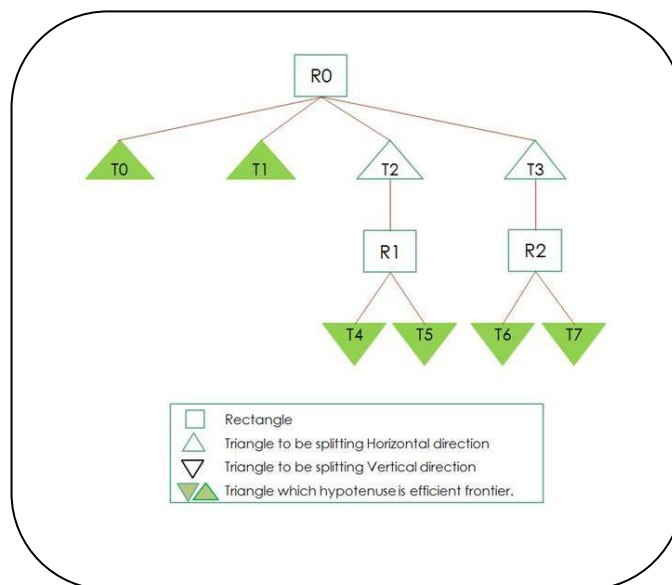 R0
T0 T1 T2 T3
R1 R2
T4 T5 T6 T7
Rectangle
Triangle to be splitting Horizontal direction
Triangle to be splitting Vertical direction
Triangle which hypotenuse is efficient frontier.